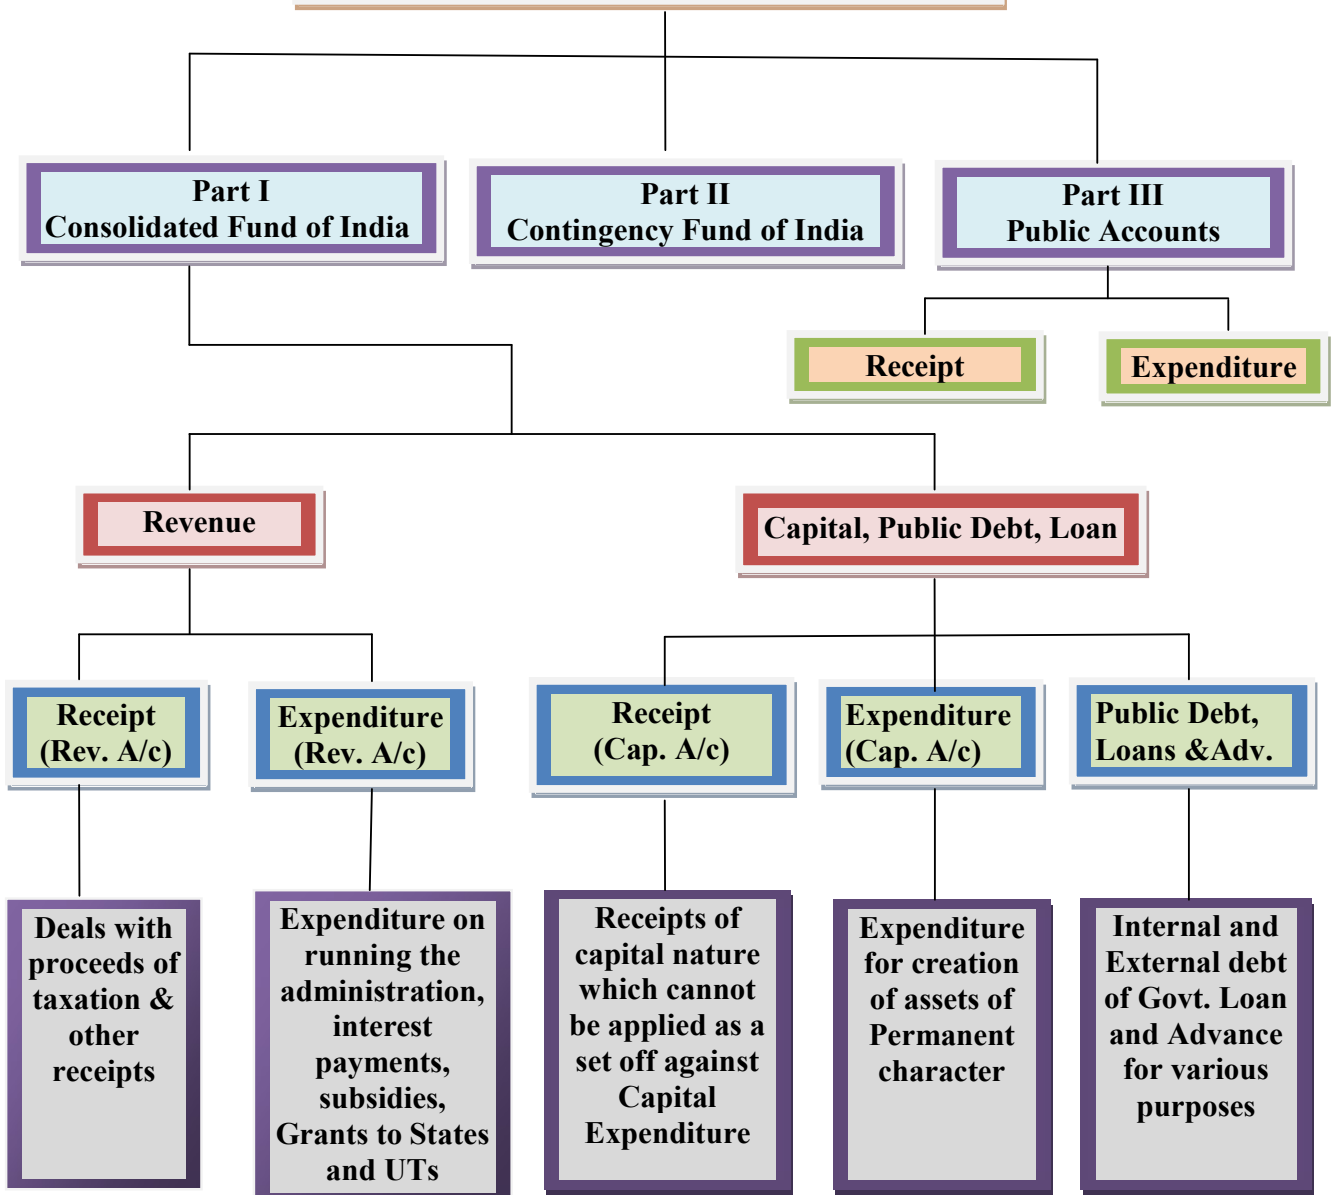 Part I
Consolidated Fund of India
Part II
Contingency Fund of India
Part III
Public Accounts
Receipt
Expenditure
Revenue
Capital, Public Debt, Loan
Receipt
(Rev. A/c)
Expenditure
(Rev. A/c)
Receipt
(Cap. A/c)
Expenditure
(Cap. A/c)
Public Debt,
Loans &Adv.
Deals with
proceeds of
taxation &
other
receipts
Expenditure on
running the
administration,
interest
payments,
subsidies,
Grants to States
and UTs
Receipts of
capital nature
which cannot
be applied as a
set off against
Capital
Expenditure
Expenditure
for creation
of assets of
Permanent
character
Internal and
External debt
of Govt. Loan
and Advance
for various
purposes